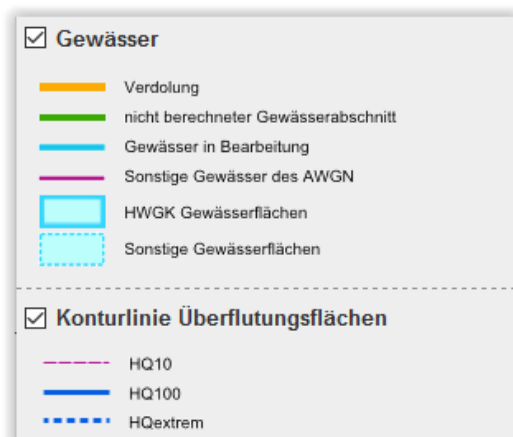 Gewässer
Verdolung
nicht berechneter Gewässerabschnitt
Gewässer in Bearbeitung
Sonstige Gewässer des AWGN
HWGK Gewässerflächen
Sonstige Gewässerflächen
Konturlinie Überflutungsflächen
HQ10
HQ100
HQextrem